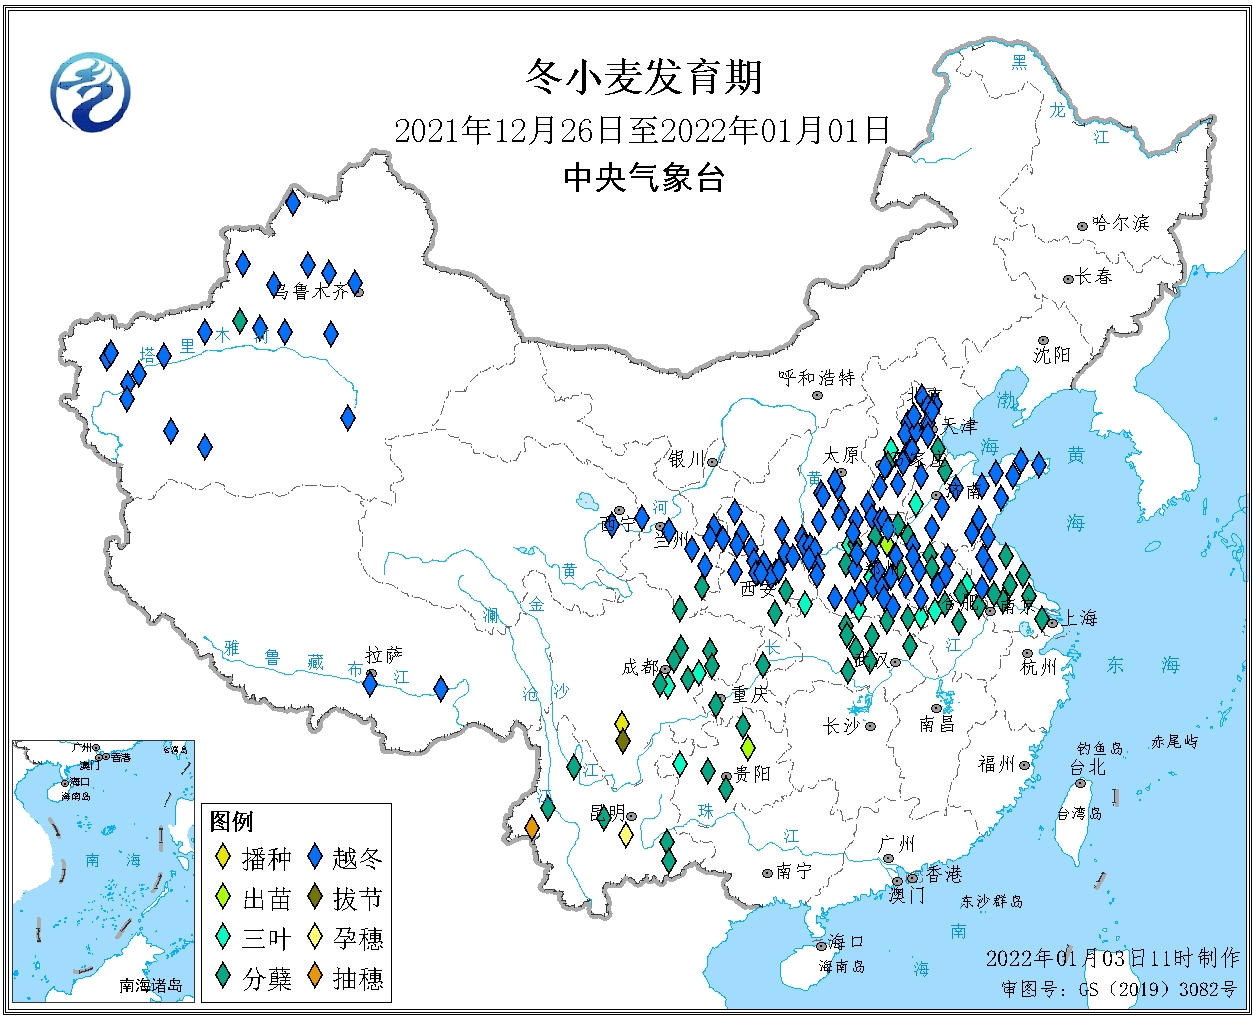 冬小麦发育期
2021年12月26日至2022年01月01日
中央气象台
黑
龙
江
哈尔滨
长春
沈阳
乌鲁木齐
塔 里 木 河
呼和浩特
北京
天津
渤
海
黄
海
银川
太原
黄
石家庄
济南
西宁
兰州
河
黄
西安
郑州
合肥
南京
上海
澜
金
雅 鲁 藏 布 江
拉萨
成都
长
武汉
江
杭州
东 海
沧
沙
重庆
长沙
南昌
钓鱼岛
赤尾屿
福州
台北
江
贵阳
台湾岛
江
昆明
珠
江
广州
南宁
香港
澳门
东沙群岛
海口
海南岛
南
海
广州
香港
澳门
海口
海南岛
台湾岛
南 海
南海诸岛
图例
播种
越冬
出苗
拔节
三叶
孕穗
分蘖
抽穗
2022年01月03日11时制作
审图号: GS（2019）3082号